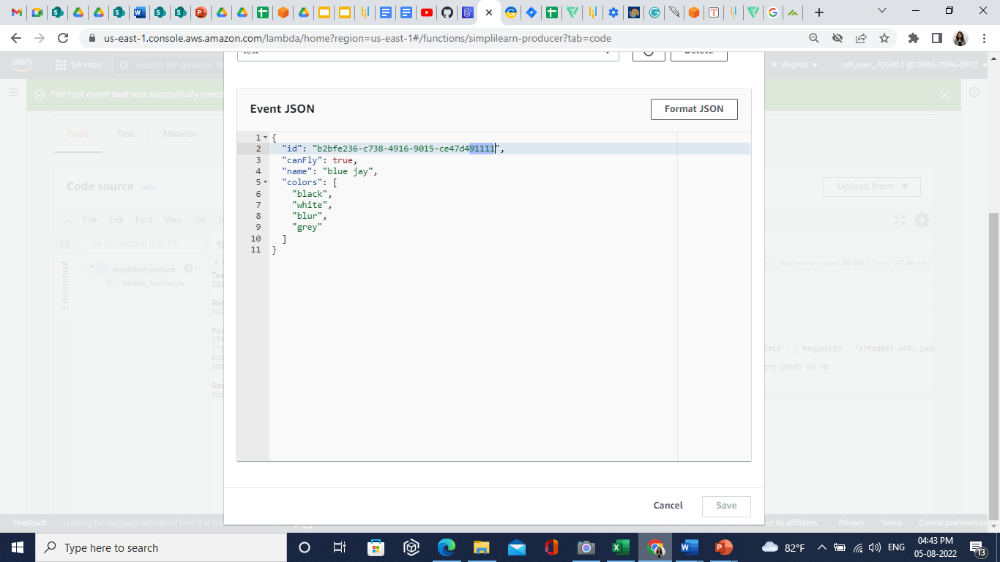 us-east-1.console.aws.amazon.com/lambda/home?region=us-east-1#/functions/simplilearn-producer?tab=code
aws
Services
Search for services, fe
N. Virginia
odl_user_705451 @ 0883-2994-0977
test
Delete
The test event test was successfully saved
Event JSON
Format JSON
Code
Test
Monitor
1 {
2 "id": "b2bfe236-c738-4916-9015-ce47d491111",
3 "canFly": true,
4 "name": "blue jay",
5 "colors": [
6 "black",
7 "white",
8 "blur",
9 "grey"
10 ]
11 }
Code source Info
Upload from
File Edit Find View Go
Go to Anything (Ctrl-P)
Max memory used: 66 MB
Time: 187.66 ms
Environment
simplilearn-produce
lambda_function.py
data': {'RequestId': 'e35ad06f-d47c-2ade
ory Used: 66 MB
Cancel
Save
Feedback
Looking for language selection? Find it in the
or its affiliates.
Privacy
Terms
Cookie preferences
Type here to search
82°F
ENG
04:43 PM
05-08-2022
13